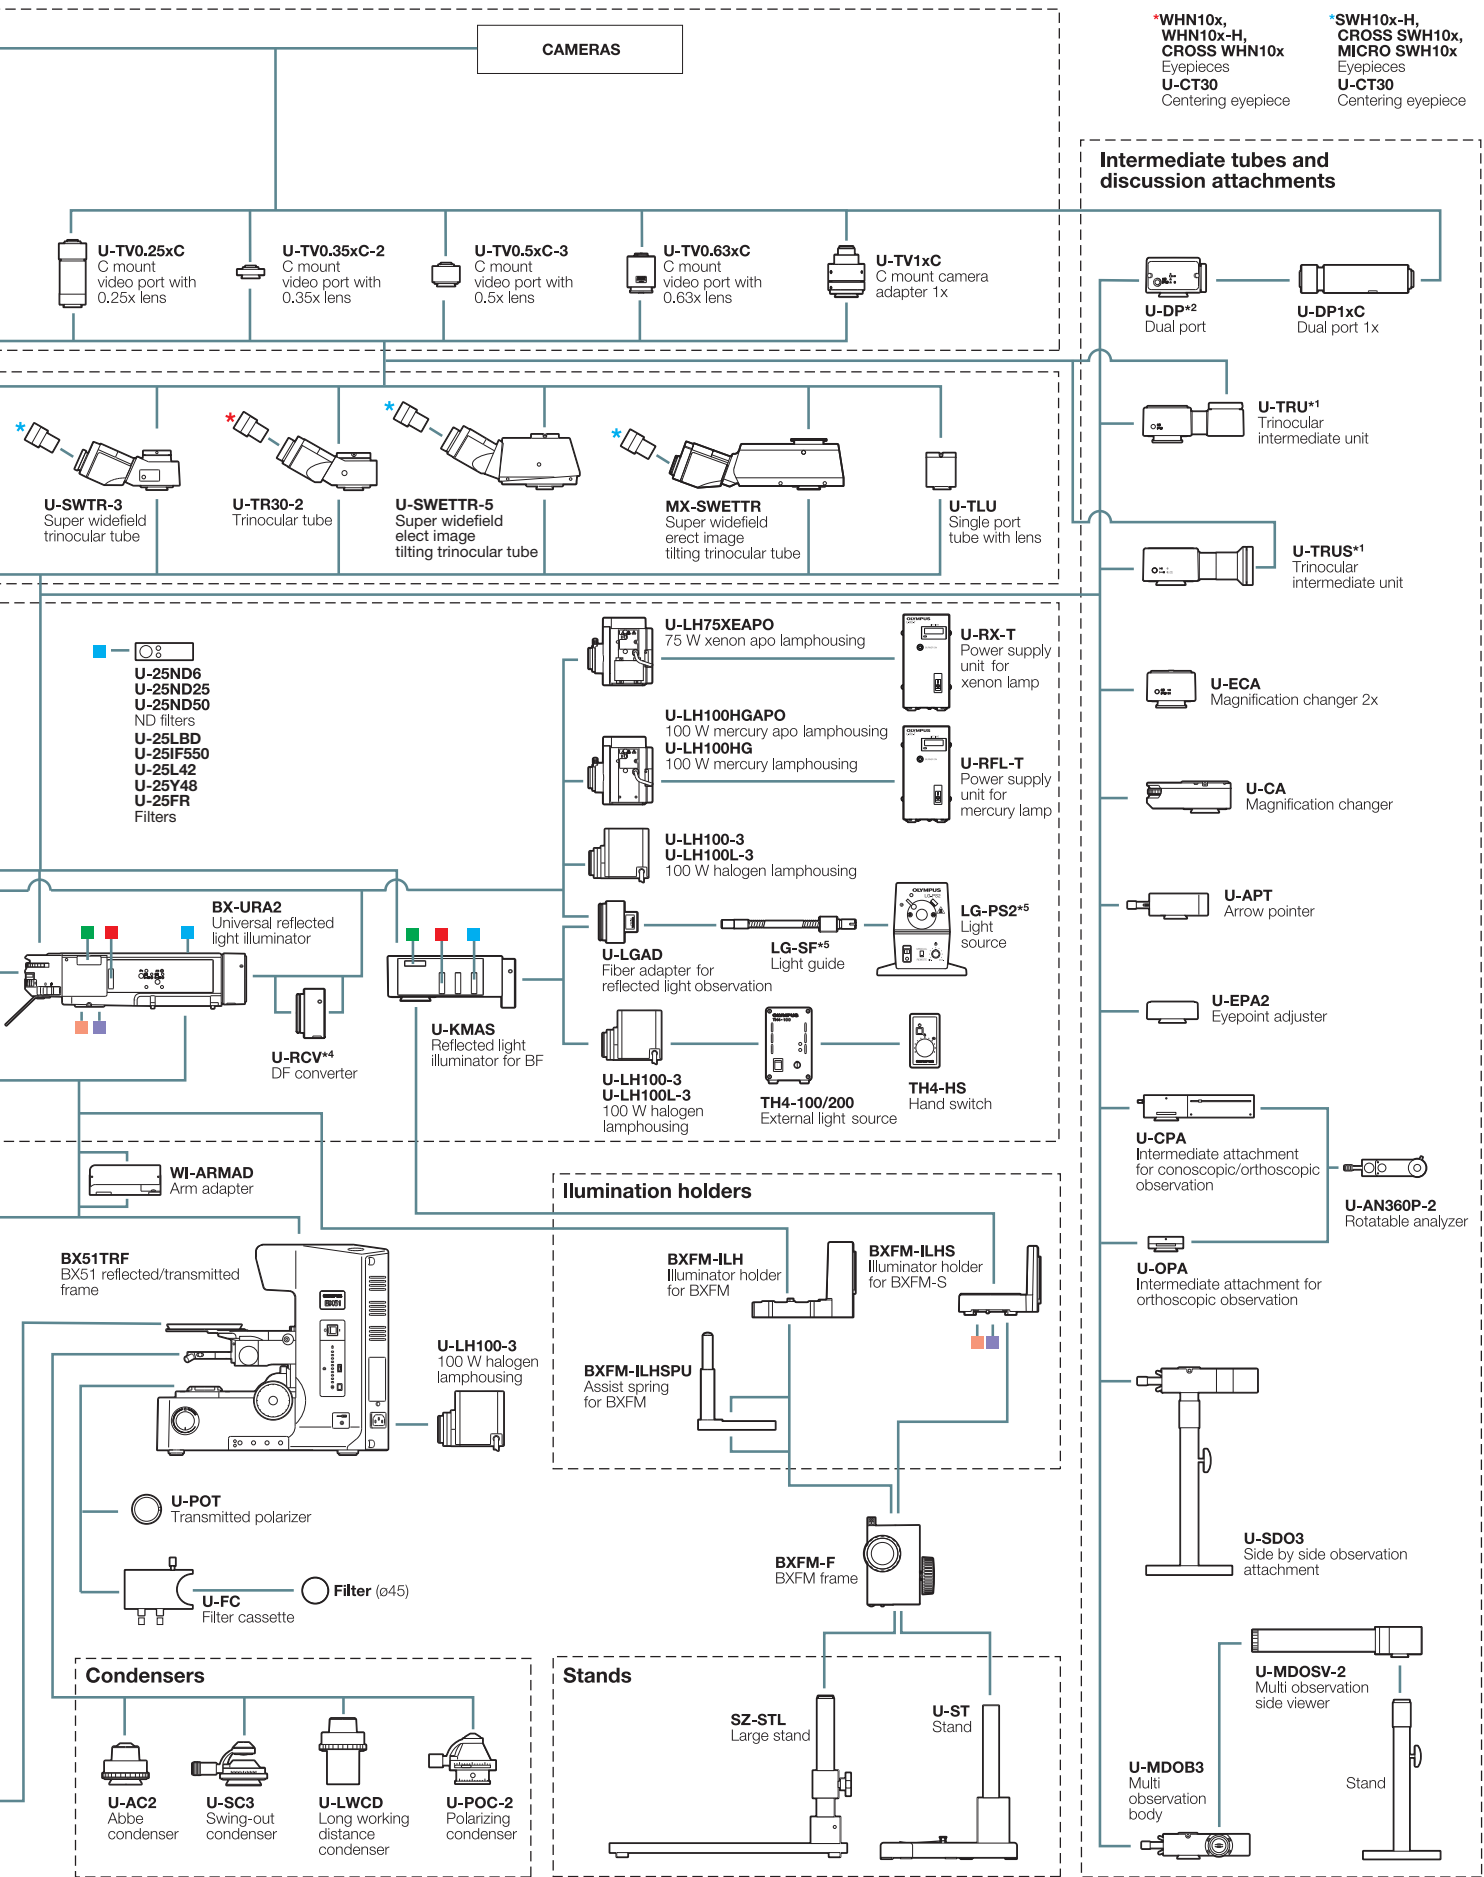 CAMERAS
*WHN10x,
WHN10x-H,
CROSS WHN10x
Eyepieces
U-CT30
Centering eyepiece
*SWH10x-H,
CROSS SWH10x,
MICRO SWH10x
Eyepieces
U-CT30
Centering eyepiece
Intermediate tubes and
discussion attachments
U-TV0.25xC
C mount
video port with
0.25x lens
U-TV0.35xC-2
C mount
video port with
0.35x lens
U-TV0.5xC-3
C mount
video port with
0.5x lens
U-TV0.63xC
C mount
video port with
0.63x lens
U-TV1xC
C mount camera
adapter 1x
U-DP*2
Dual port
U-DP1xC
Dual port 1x
U-TRU*1
Trinocular
intermediate unit
*
*
*
*
U-SWTR-3
Super widefield
trinocular tube
U-TR30-2
Trinocular tube
U-SWETTR-5
Super widefield
elect image
tilting trinocular tube
MX-SWETTR
Super widefield
erect image
tilting trinocular tube
U-TLU
Single port
tube with lens
U-TRUS*1
Trinocular
intermediate unit
U-25ND6
U-25ND25
U-25ND50
ND filters
U-25LBD
U-25IF550
U-25L42
U-25Y48
U-25FR
Filters
U-LH75XEAPO
75 W xenon apo lamphousing
OLYMPUS
U-RX-T
Power supply
unit for
xenon lamp
U-ECA
Magnification changer 2x
U-LH100HGAPO
100 W mercury apo lamphousing
U-LH100HG
100 W mercury lamphousing
OLYMPUS
U-RFL-T
Power supply
unit for
mercury lamp
U-CA
Magnification changer
U-LH100-3
U-LH100L-3
100 W halogen lamphousing
BX-URA2
Universal reflected
light illuminator
U-LGAD
Fiber adapter for
reflected light observation
LG-SF*5
Light guide
OLYMPUS
LG-PS2
LG-PS2*5
Light
source
U-APT
Arrow pointer
U-EPA2
Eyepoint adjuster
U-RCV*4
DF converter
U-KMAS
Reflected light
illuminator for BF
U-LH100-3
U-LH100L-3
100 W halogen
lamphousing
OLYMPUS
TH4-100
TH4-100/200
External light source
TH4-HS
Hand switch
U-CPA
Intermediate attachment
for conoscopic/orthoscopic
observation
U-AN360P-2
Rotatable analyzer
U-OPA
Intermediate attachment for
orthoscopic observation
WI-ARMAD
Arm adapter
Ilumination holders
BX51TRF
BX51 reflected/transmitted
frame
BX51
BXFM-ILH
Illuminator holder
for BXFM
BXFM-ILHS
Illuminator holder
for BXFM-S
U-LH100-3
100 W halogen
lamphousing
BXFM-ILHSPU
Assist spring
for BXFM
U-POT
Transmitted polarizer
U-FC
Filter cassette
Filter (ø45)
BXFM-F
BXFM frame
U-SDO3
Side by side observation
attachment
Condensers
U-AC2
Abbe
condenser
U-SC3
Swing-out
condenser
U-LWCD
Long working
distance
condenser
U-POC-2
Polarizing
condenser
Stands
SZ-STL
Large stand
U-ST
Stand
U-MDOSV-2
Multi observation
side viewer
U-MDOB3
Multi
observation
body
Stand